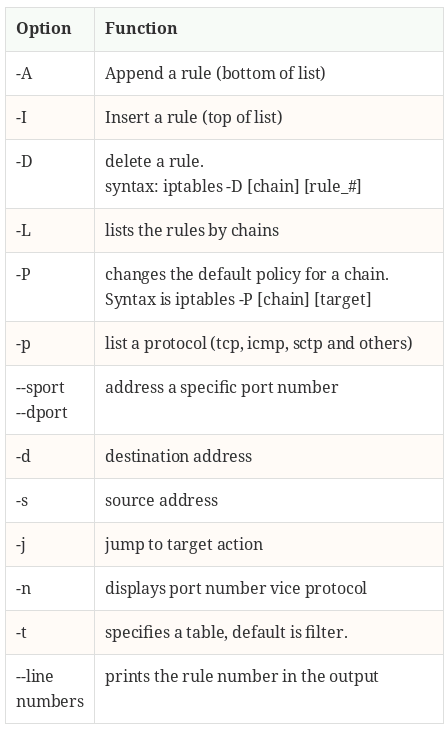 Option Function
-A Append a rule (bottom of list)
-I Insert a rule (top of list)
-D delete a rule.
syntax: iptables -D [chain] [rule_#]
-L lists the rules by chains
-P changes the default policy for a chain.
Syntax is iptables -P [chain] [target]
-p list a protocol (tcp, icmp, sctp and others)
--sport address a specific port number
--dport
-d destination address
-s source address
-j jump to target action
-n displays port number vice protocol
-t specifies a table, default is filter.
--line prints the rule number in the output
numbers